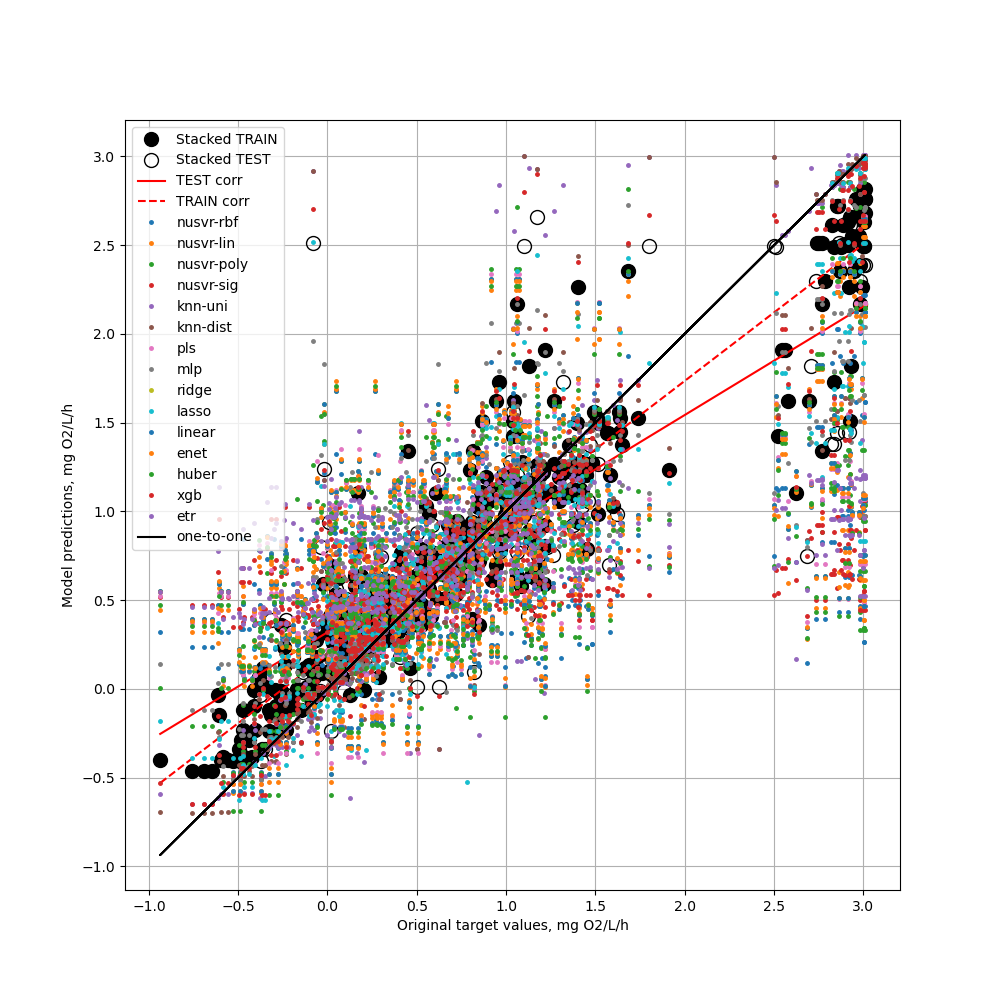 Stacked TRAIN
Stacked TEST
TEST corr
TRAIN corr
nusvr-rbf
nusvr-lin
nusvr-poly
nusvr-sig
knn-uni
knn-dist
pls
mlp
ridge
lasso
linear
enet
huber
xgb
etr
one-to-one
3.0
2.5
2.0
1.5
1.0
0.5
0.0
−0.5
−1.0
Model predictions, mg O2/L/h
−1.0 −0.5 0.0 0.5 1.0 1.5 2.0 2.5 3.0
Original target values, mg O2/L/h